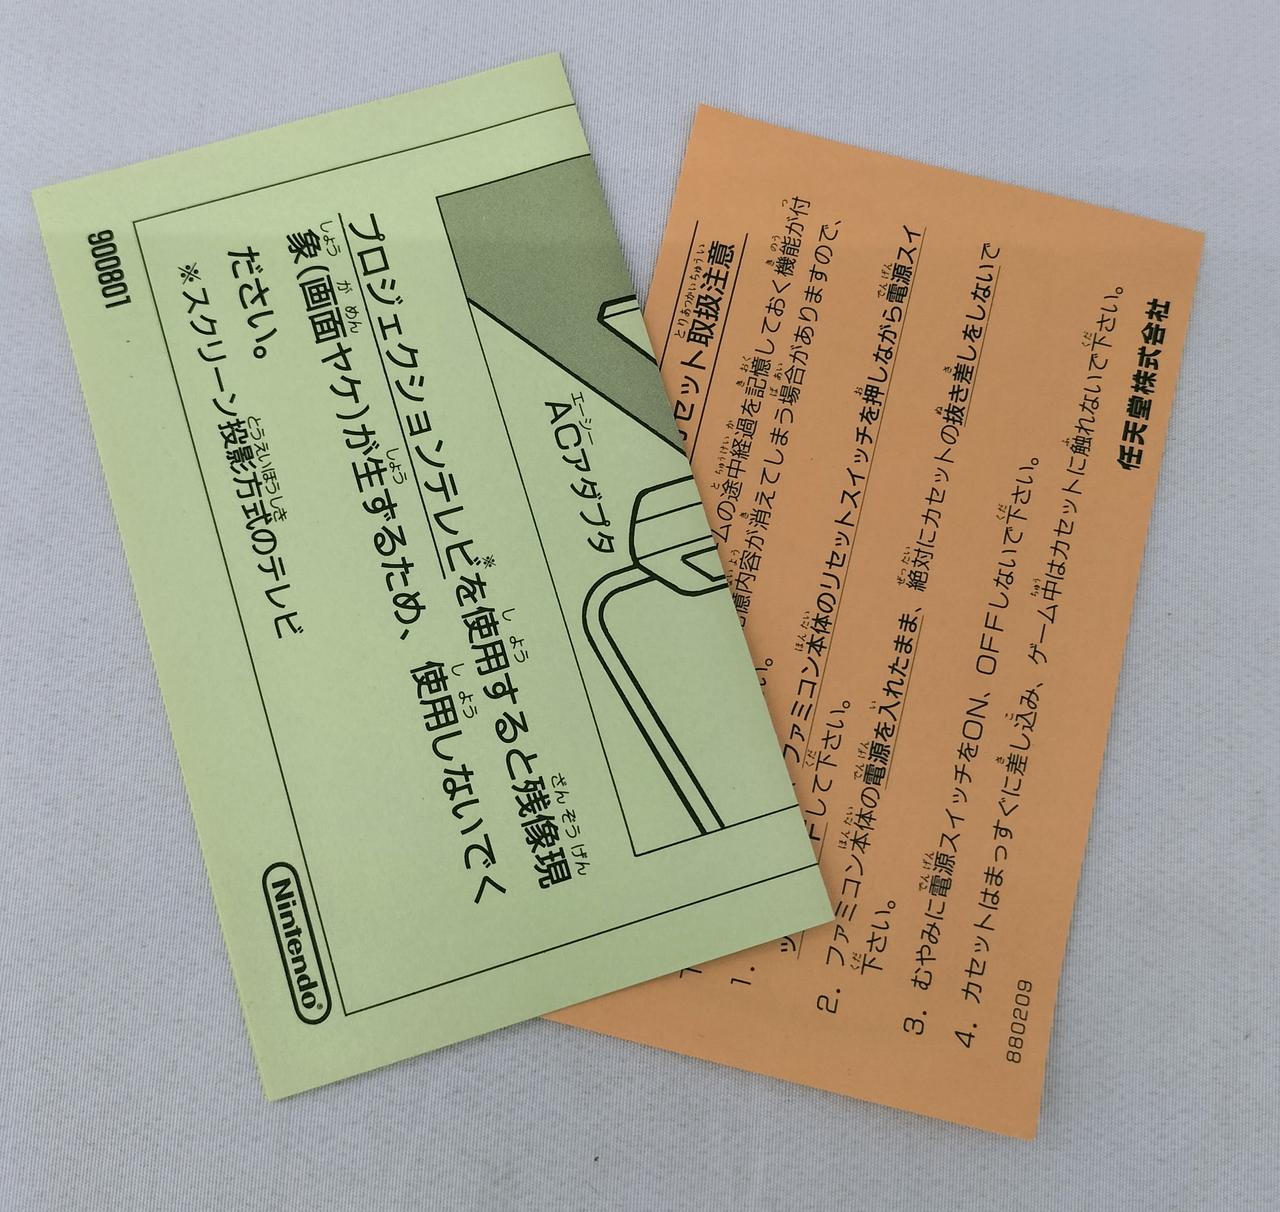 ACアダプタ
エーシー
プロジェクションテレビ※を使用すると残像現
象(画面ヤケ)が生ずるため、使用しないでく
ださい。
※スクリーン投影方式のテレビ
Nintendo
900801
セット取扱注意
ムの途中経過を記憶しておく機能が付
憶内容が消えてしまう場合がありますので、
い。
1.
ファミコン本体のリセットスイッチを押しながら電源スイ
ッ
して下さい。
2. ファミコン本体の電源を入れたまま、絶対にカセットの抜き差しをしないで
下さい。
3. むやみに電源スイッチをON、OFFしないで下さい。
4. カセットはまっすぐに差し込み、ゲーム中はカセットに触れないで下さい。
880209
任天堂株式会社